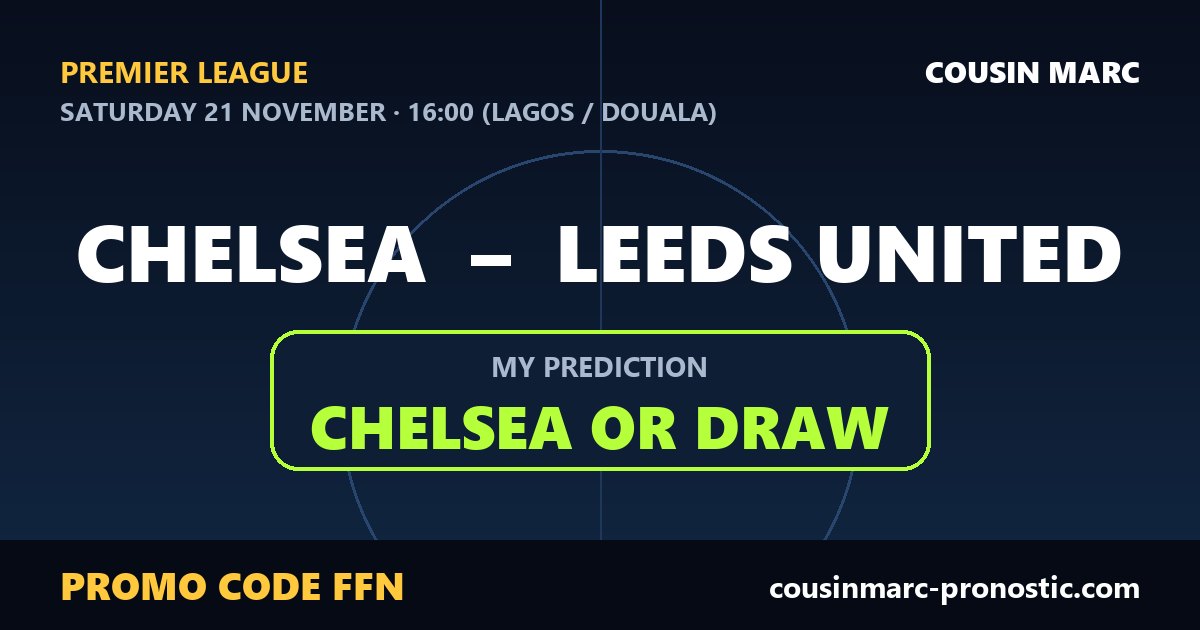 PREMIER LEAGUE
COUSIN MARC
SATURDAY 21 NOVEMBER · 16:00 (LAGOS / DOUALA)
CHELSEA – LEEDS UNITED
MY PREDICTION
CHELSEA OR DRAW
PROMO CODE FFN
cousinmarc-pronostic.com